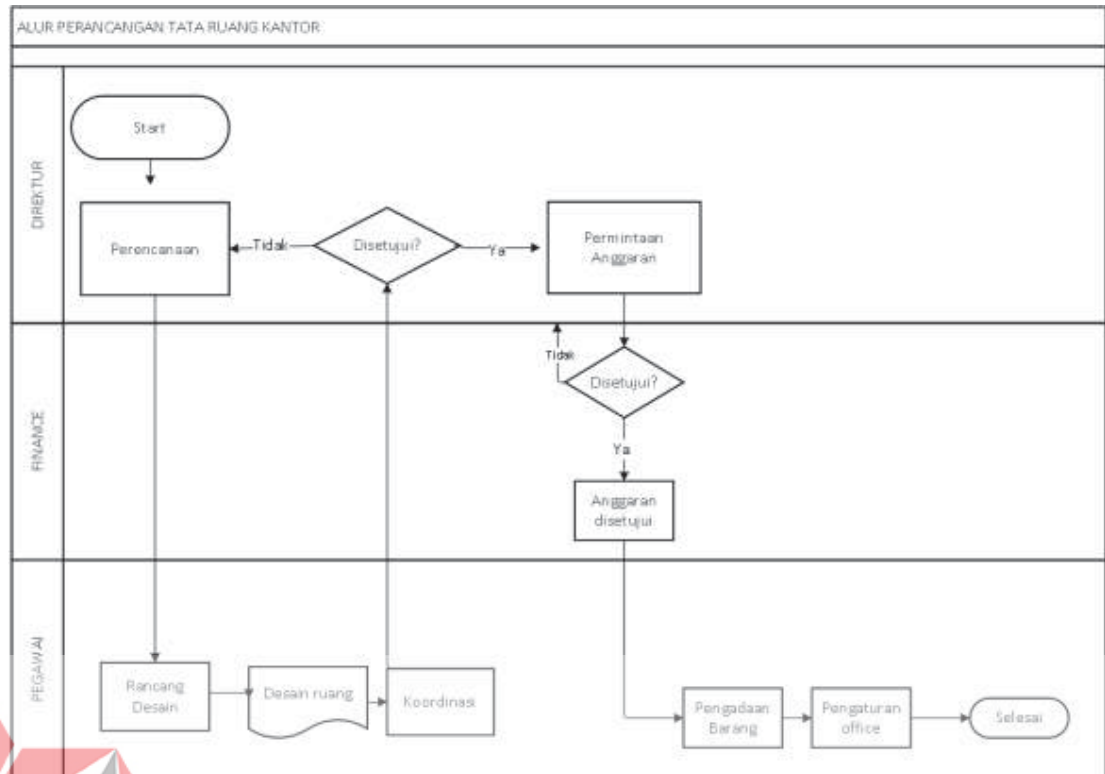 ALUR PERANCANGAN TATA RUANG KANTOR
DIREKTUR
Start
Perencanaan
Tidak
Disetujui?
Ya
Permintaan
Anggaran
FINANCE
Tidak
Disetujui?
Ya
Anggaran
disetujui
PEGAWAI
Rancang
Desain
Desain ruang
Koordinasi
Pengadaan
Barang
Pengaturan
office
Selesai